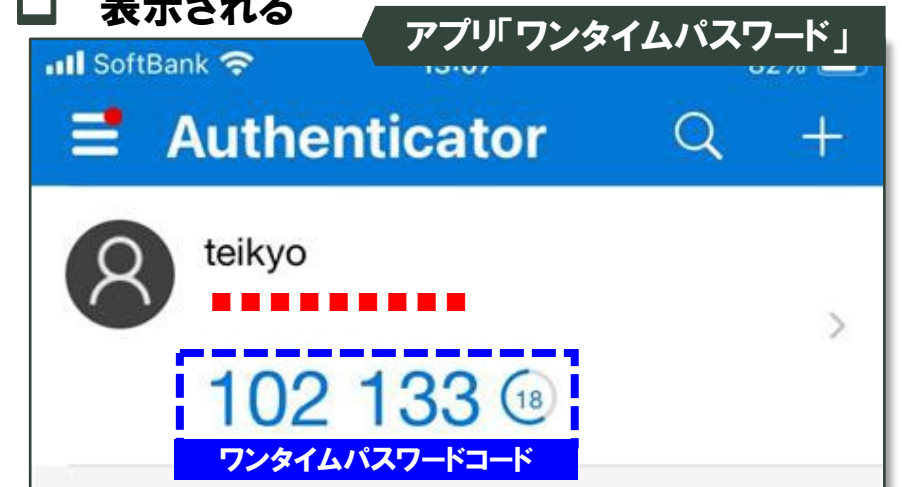 表示される
アプリ「ワンタイムパスワード」
SoftBank
Authenticator
teikyo
102 133 18
ワンタイムパスワードコード